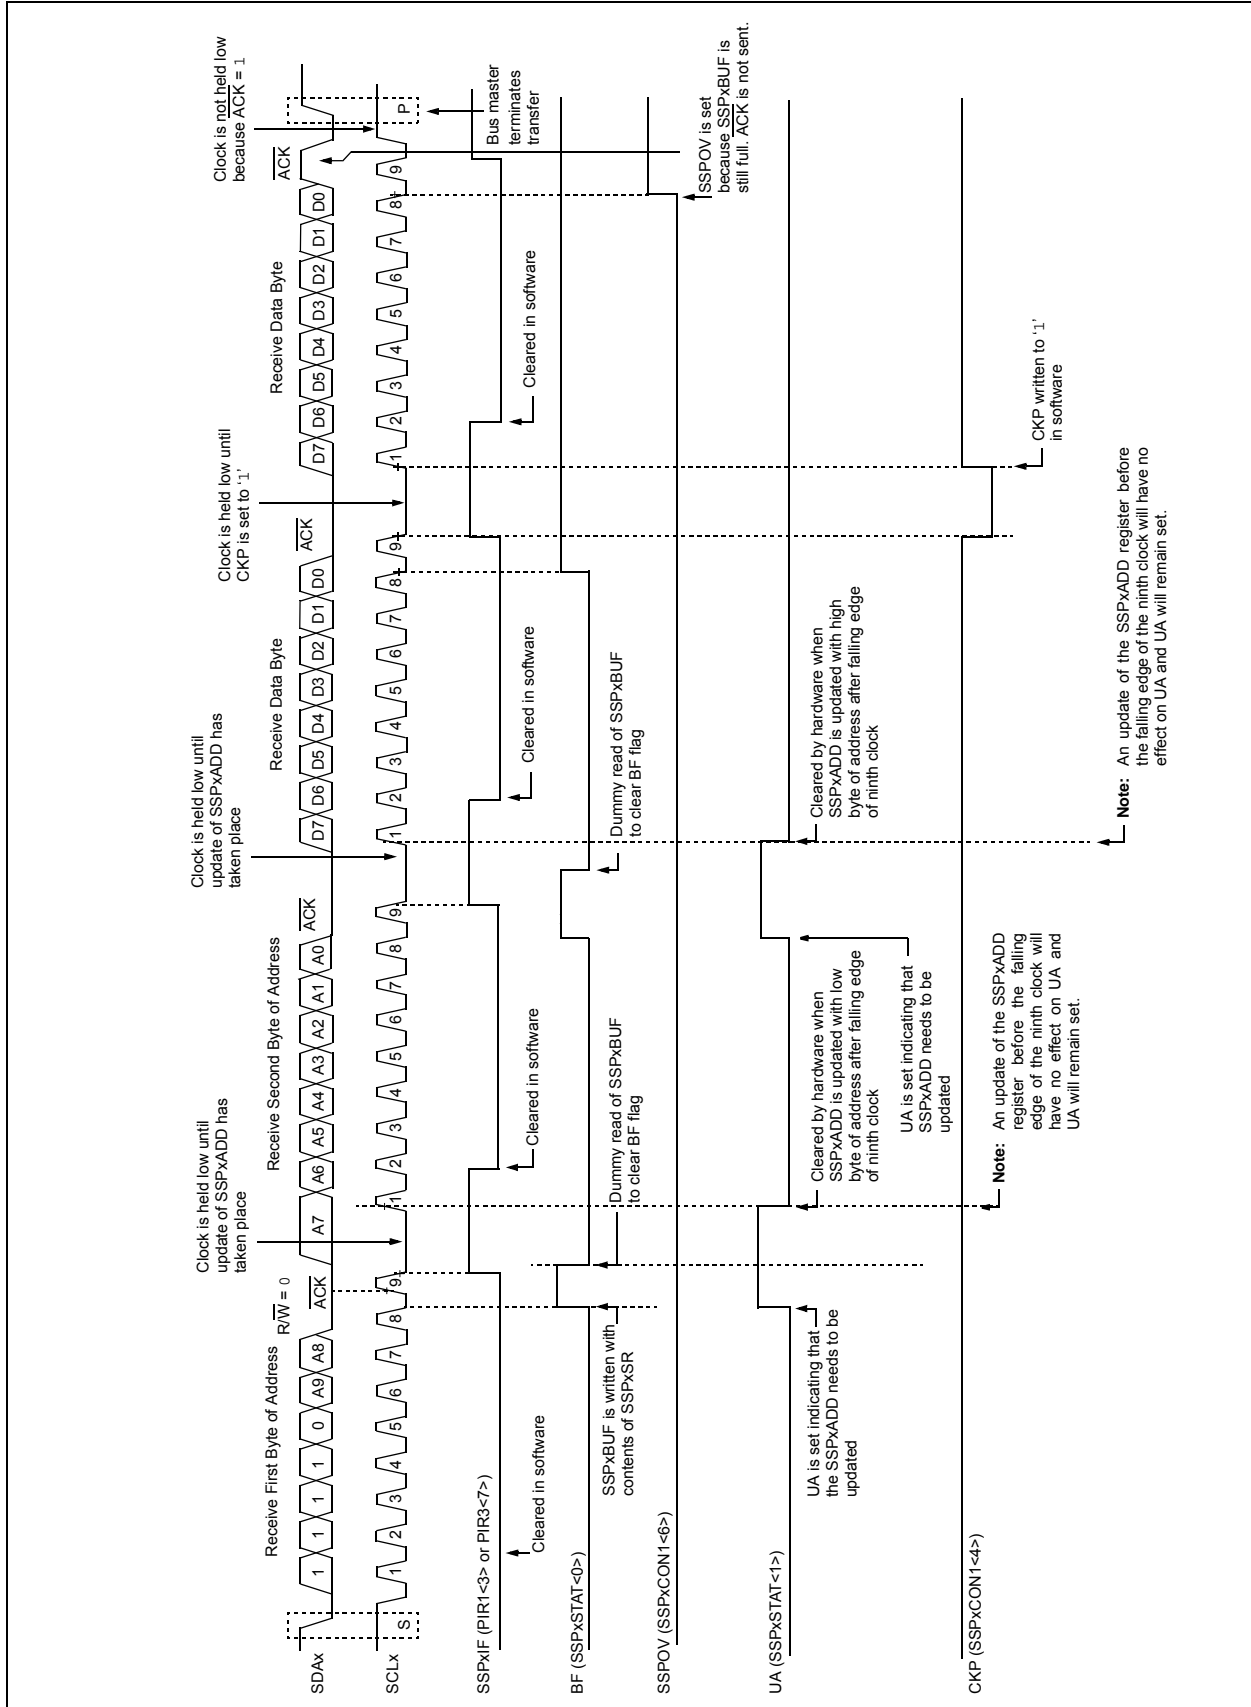 Receive First Byte of Address
R/W = 0
ACK
Clock is held low until
update of SSPxADD has
taken place
Receive Second Byte of Address
ACK
Clock is held low until
update of SSPxADD has
taken place
Receive Data Byte
ACK
Clock is held low until
CKP is set to ‘1’
Receive Data Byte
ACK
Clock is not held low
because ACK = 1
SDAx
1 1 1 1 0 A9 A8
A7 A6 A5 A4 A3 A2 A1 A0
D7 D6 D5 D4 D3 D2 D1 D0
D7 D6 D5 D4 D3 D2 D1 D0
SCLx
S
1 2 3 4 5 6 7 8 9
1 2 3 4 5 6 7 8 9
1 2 3 4 5 6 7 8 9
1 2 3 4 5 6 7 8 9
P
Bus master
terminates
transfer
SSPxIF (PIR1<3> or PIR3<7>)
Cleared in software
Cleared in software
Cleared in software
Cleared in software
BF (SSPxSTAT<0>)
SSPxBUF is written with
contents of SSPxSR
Dummy read of SSPxBUF
to clear BF flag
Dummy read of SSPxBUF
to clear BF flag
SSPOV (SSPxCON1<6>)
SSPOV is set
because SSPxBUF is
still full. ACK is not sent.
UA (SSPxSTAT<1>)
UA is set indicating that
the SSPxADD needs to be
updated
Cleared by hardware when
SSPxADD is updated with low
byte of address after falling edge
of ninth clock
UA is set indicating that
SSPxADD needs to be
updated
Cleared by hardware when
SSPxADD is updated with high
byte of address after falling edge
of ninth clock
CKP (SSPxCON1<4>)
CKP written to ‘1’
in software
Note: An update of the SSPxADD
register before the falling
edge of the ninth clock will
have no effect on UA and
UA will remain set.
Note: An update of the SSPxADD register before
the falling edge of the ninth clock will have no
effect on UA and UA will remain set.